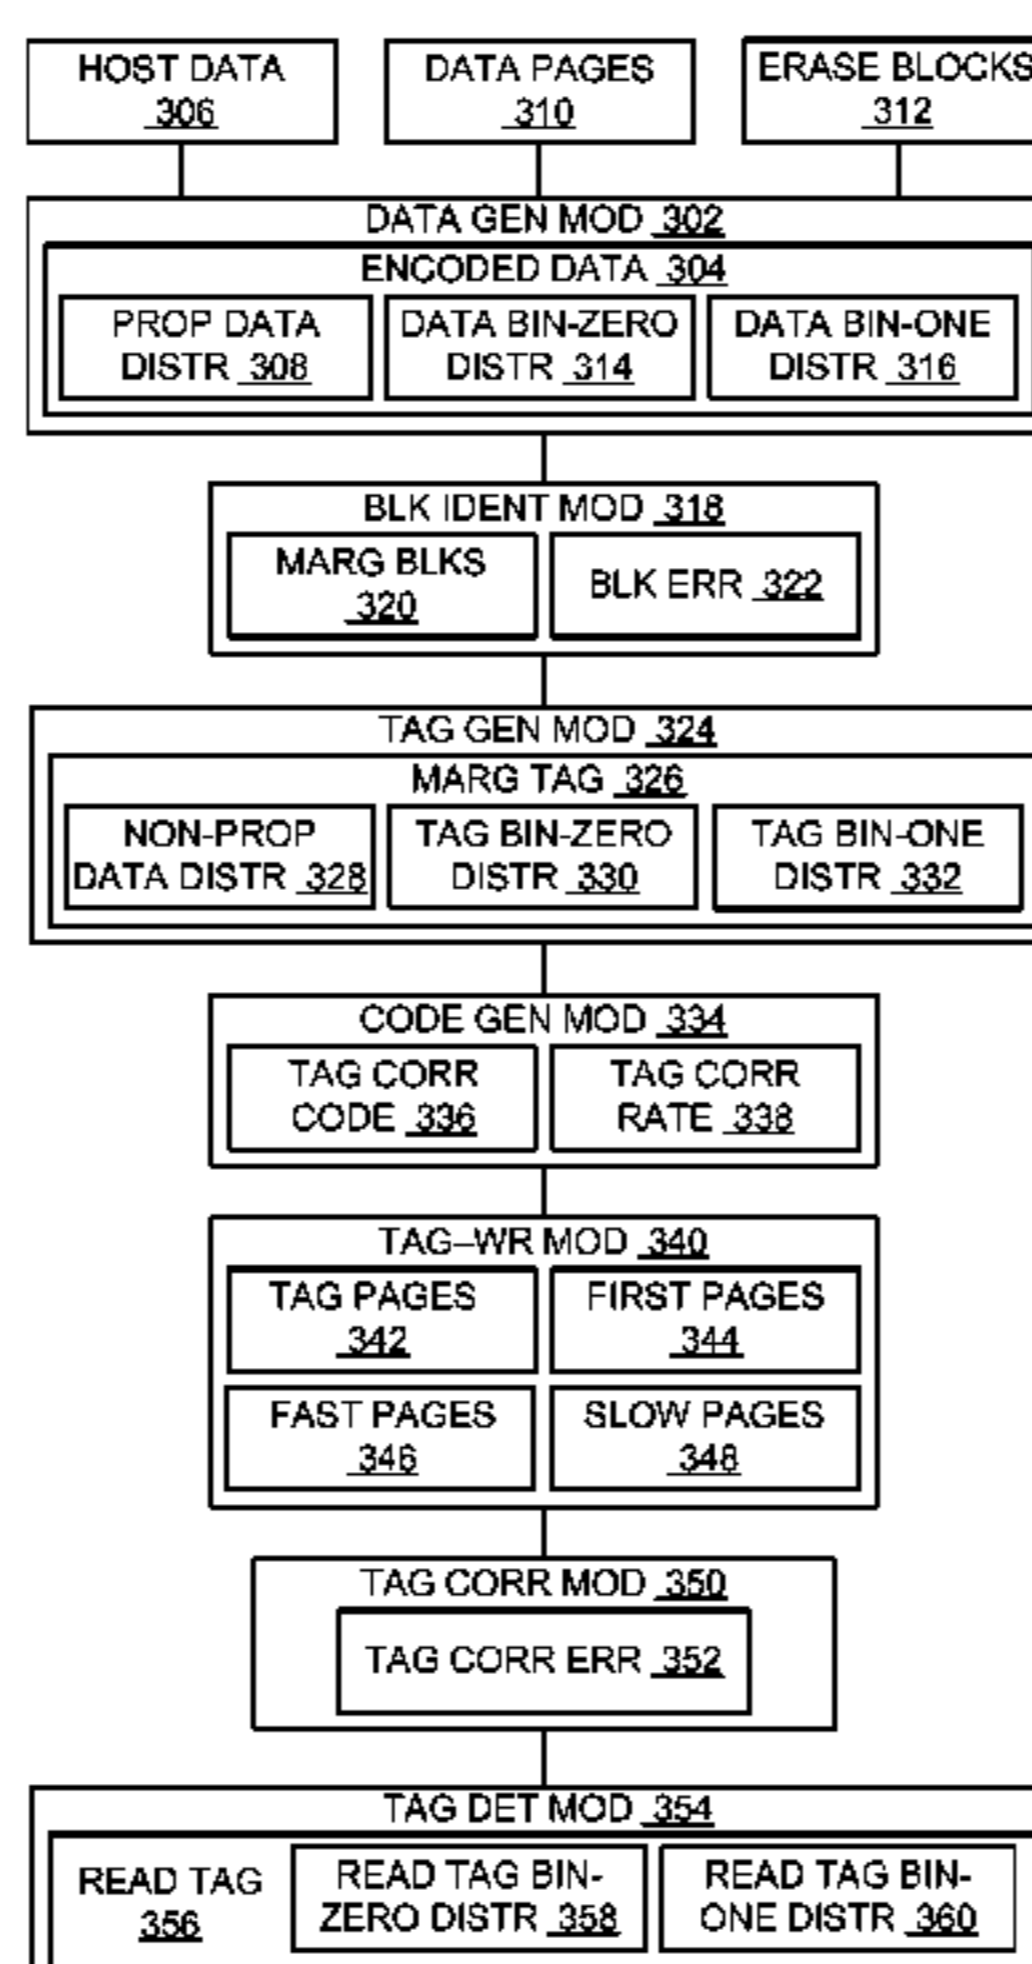 HOST DATA
306
DATA PAGES
310
ERASE BLOCKS
312
DATA GEN MOD 302
ENCODED DATA 304
PROP DATA
DISTR 308
DATA BIN-ZERO
DISTR 314
DATA BIN-ONE
DISTR 316
BLK IDENT MOD 318
MARG BLKS
320
BLK ERR 322
TAG GEN MOD 324
MARG TAG 326
NON-PROP
DATA DISTR 328
TAG BIN-ZERO
DISTR 330
TAG BIN-ONE
DISTR 332
CODE GEN MOD 334
TAG CORR
CODE 336
TAG CORR
RATE 338
TAG–WR MOD 340
TAG PAGES
342
FIRST PAGES
344
FAST PAGES
346
SLOW PAGES
348
TAG CORR MOD 350
TAG CORR ERR 352
TAG DET MOD 354
READ TAG
356
READ TAG BIN-
ZERO DISTR 358
READ TAG BIN-
ONE DISTR 360